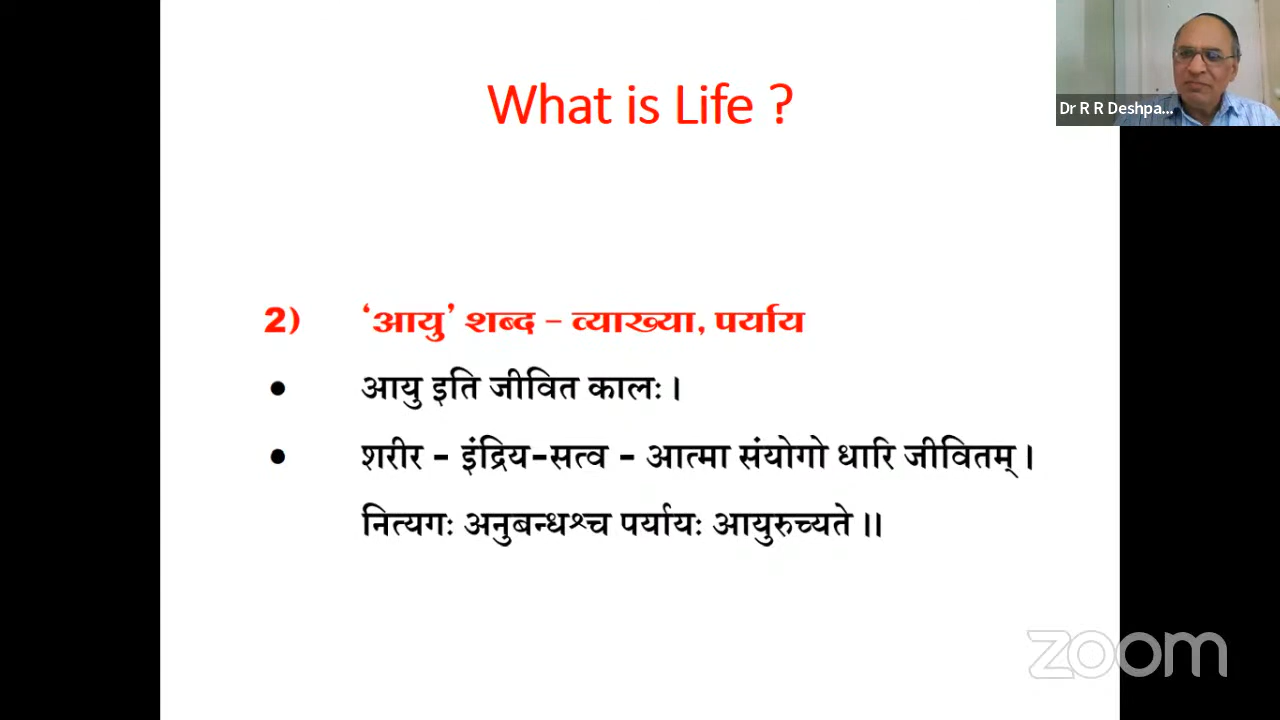 What is Life ?
Dr R R Deshpa...
2) 'आयु' शब्द – व्याख्या, पर्याय
• आयु इति जीवित कालः।
• शरीर - इंद्रिय-सत्व - आत्मा संयोगो धारि जीवितम्।
नित्यगः अनुबन्धश्च पर्यायः आयुरुच्यते।।
zoom